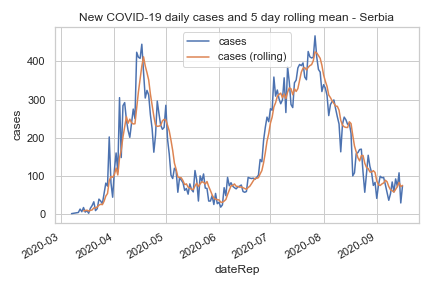 New COVID-19 daily cases and 5 day rolling mean - Serbia
cases
cases (rolling)
cases
400
300
200
100
0
2020-03
2020-04
2020-05
2020-06
2020-07
2020-08
2020-09
dateRep